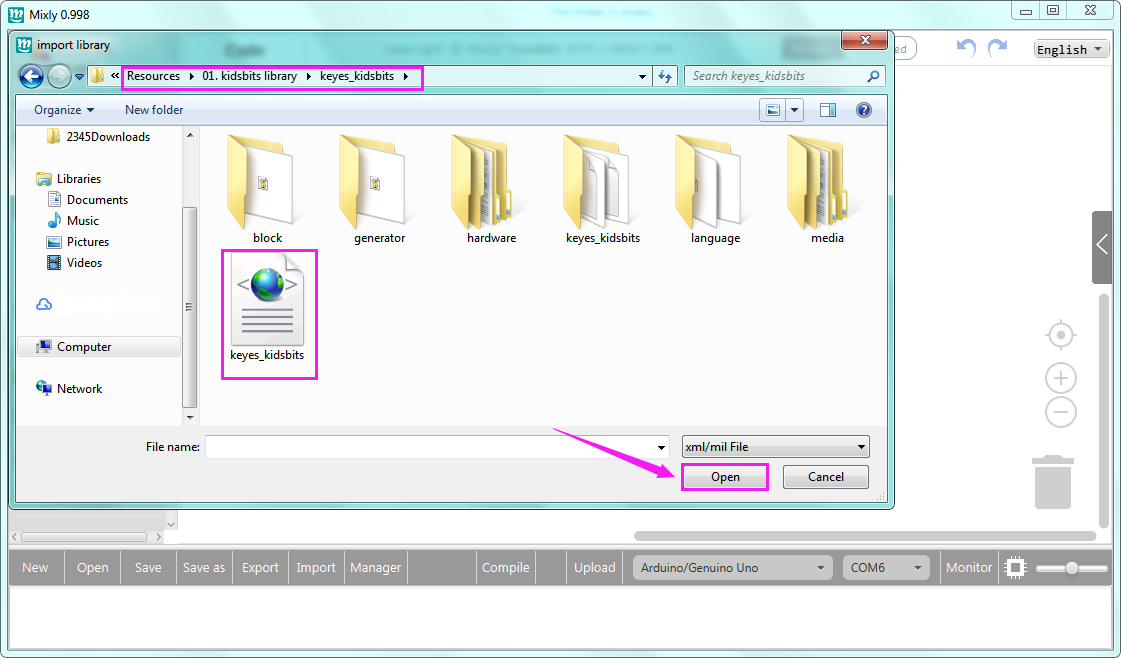 Mixly 0.998
import library
Code
ed
English
« Resources 01. kidsbits library keyes_kidsbits
Search keyes_kidsbits
Organize New folder
2345Downloads
Libraries
Documents
Music
Pictures
Videos
Computer
Network
block generator hardware keyes_kidsbits language media
keyes_kidsbits
File name: xml/mil File
Open Cancel
New Open Save Save as Export Import Manager Compile Upload Arduino/Genuino Uno COM6 Monitor